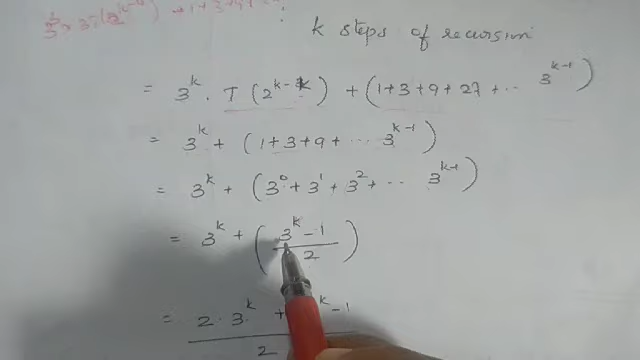 k steps of recursion
= 3^k . T (2^{k-k}) + (1+3+9+27+ ... 3^{k-1})
= 3^k + (1+3+9+ ... 3^{k-1})
= 3^k + (3^0 + 3^1 + 3^2 + ... 3^{k-1})
= 3^k + ( (3^k - 1) / 2 )
= 2 . 3^k + ^k - 1
2